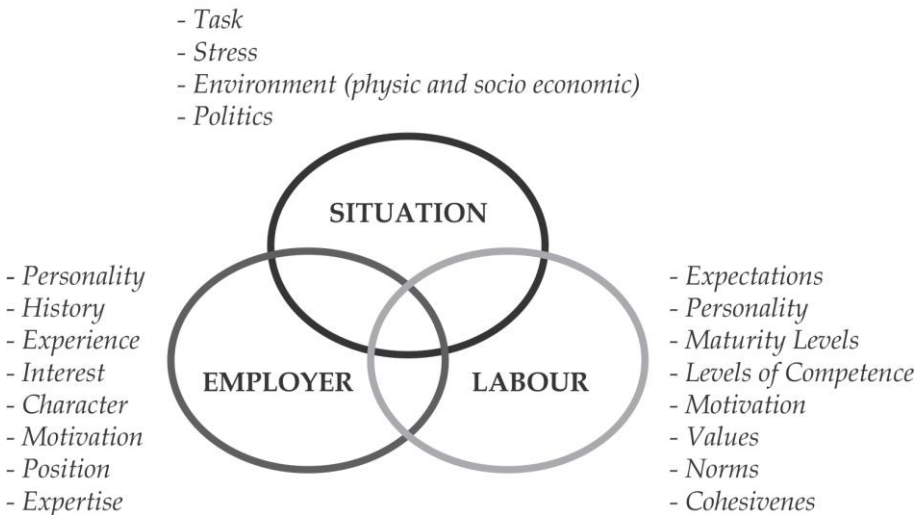 - Task
- Stress
- Environment (physic and socio economic)
- Politics
SITUATION
- Personality
- History
- Experience
- Interest
- Character
- Motivation
- Position
- Expertise
EMPLOYER
LABOUR
- Expectations
- Personality
- Maturity Levels
- Levels of Competence
- Motivation
- Values
- Norms
- Cohesivenes